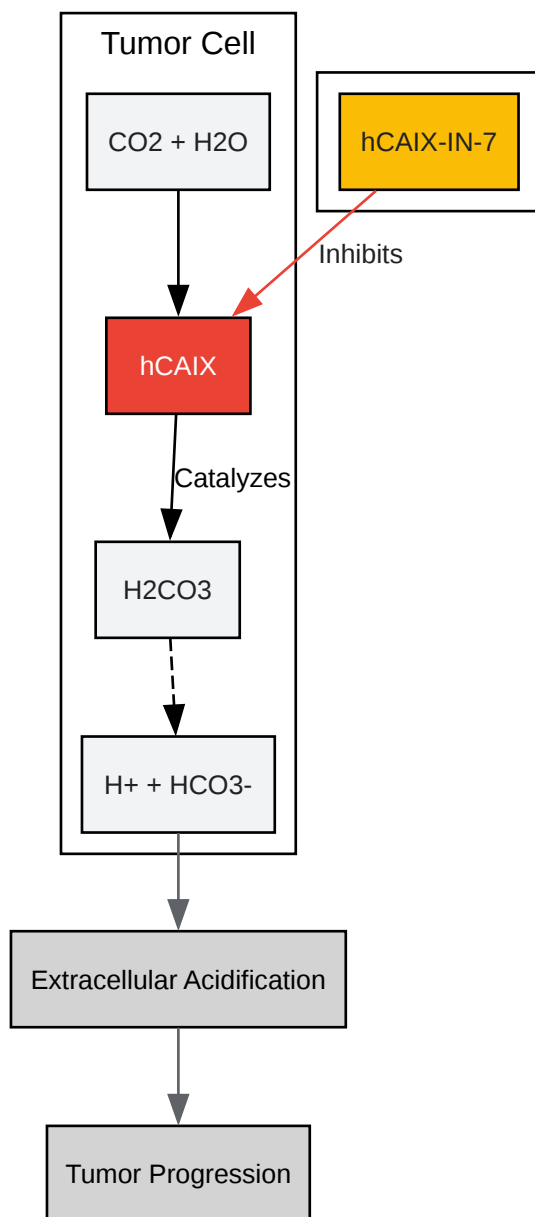 Tumor Cell
CO2 + H2O
hCAIX-IN-7
Inhibits
hCAIX
Catalyzes
H2CO3
H+ + HCO3-
Extracellular Acidification
Tumor Progression